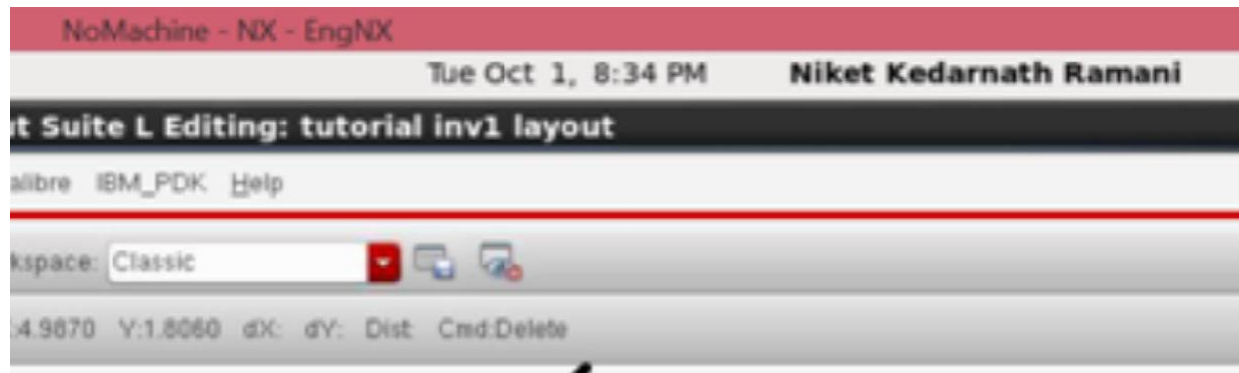 NoMachine - NX - EngNX
Tue Oct 1, 8:34 PM Niket Kedarnath Ramani
t Suite L Editing: tutorial inv1 layout
alibre IBM_PDK Help
kspace: Classic
:4.9870 Y:1.8060 dX: dY: Dist: Cmd:Delete